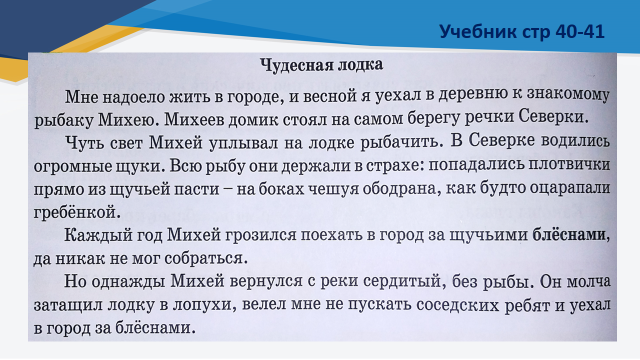 Учебник стр 40-41
Чудесная лодка
Мне надоело жить в городе, и весной я уехал в деревню к знакомому
рыбаку Михею. Михеев домик стоял на самом берегу речки Северки.
Чуть свет Михей уплывал на лодке рыбачить. В Северке водились
огромные щуки. Всю рыбу они держали в страхе: попадались плотвички
прямо из щучьей пасти – на боках чешуя ободрана, как будто оцарапали
гребёнкой.
Каждый год Михей грозился поехать в город за щучьими блёснами,
да никак не мог собраться.
Но однажды Михей вернулся с реки сердитый, без рыбы. Он молча
затащил лодку в лопухи, велел мне не пускать соседских ребят и уехал
в город за блёснами.